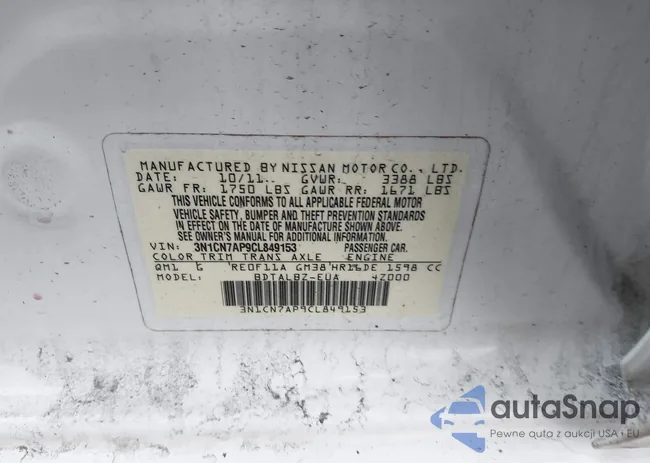 MANUFACTURED BY NISSAN MOTOR CO., LTD.
DATE: 10/11.. GVWR: 3388 LBS
GAWR FR: 1750 LBS GAWR RR: 1671 LBS
THIS VEHICLE CONFORMS TO ALL APPLICABLE FEDERAL MOTOR
VEHICLE SAFETY, BUMPER AND THEFT PREVENTION STANDARDS
IN EFFECT ON THE DATE OF MANUFACTURE SHOWN ABOVE.
SEE OWNER'S MANUAL FOR ADDITIONAL INFORMATION.
VIN: 3N1CN7AP9CL849153 PASSENGER CAR.
COLOR TRIM TRANS AXLE ENGINE
QM1 G RE0F11A GM38 HR16DE 1598 CC
MODEL: BDTALBZ-EUA 4Z000
3N1CN7AP9CL849153
autaSnap
Pewne auta z aukcji USA i EU